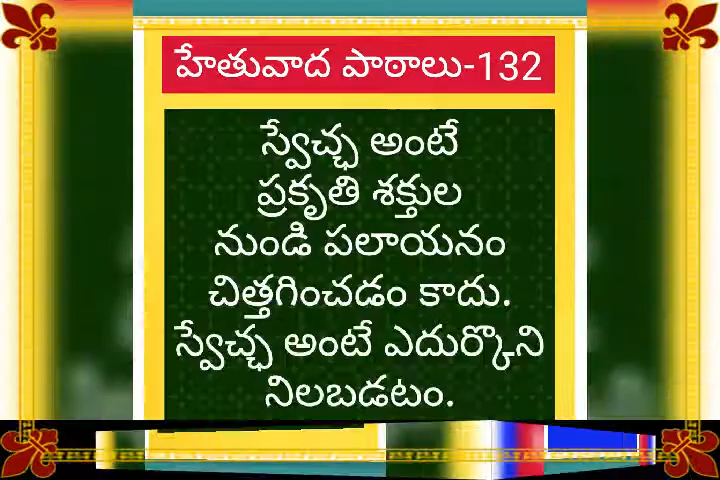 హేతువాద పాఠాలు-132
స్వేచ్ఛ అంటే
ప్రకృతి శక్తుల
నుండి పలాయనం
చిత్తగించడం కాదు.
స్వేచ్ఛ అంటే ఎదుర్కొని
నిలబడటం.